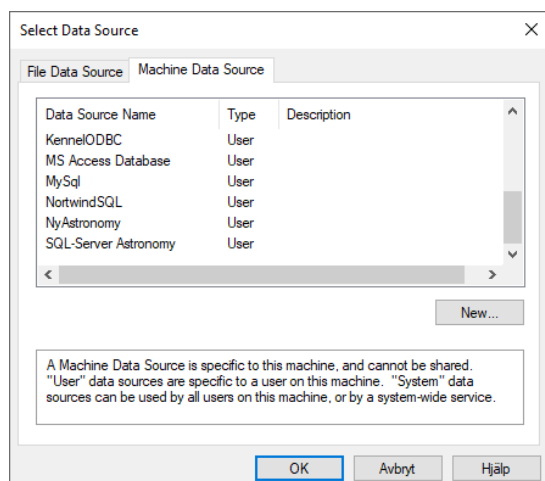 Select Data Source
File Data Source Machine Data Source
Data Source Name Type Description
KennelODBC User
MS Access Database User
MySql User
NortwindSQL User
NyAstronomy User
SQL-Server Astronomy User
New...
A Machine Data Source is specific to this machine, and cannot be shared.
"User" data sources are specific to a user on this machine. "System" data
sources can be used by all users on this machine, or by a system-wide service.
OK Avbryt Hjälp